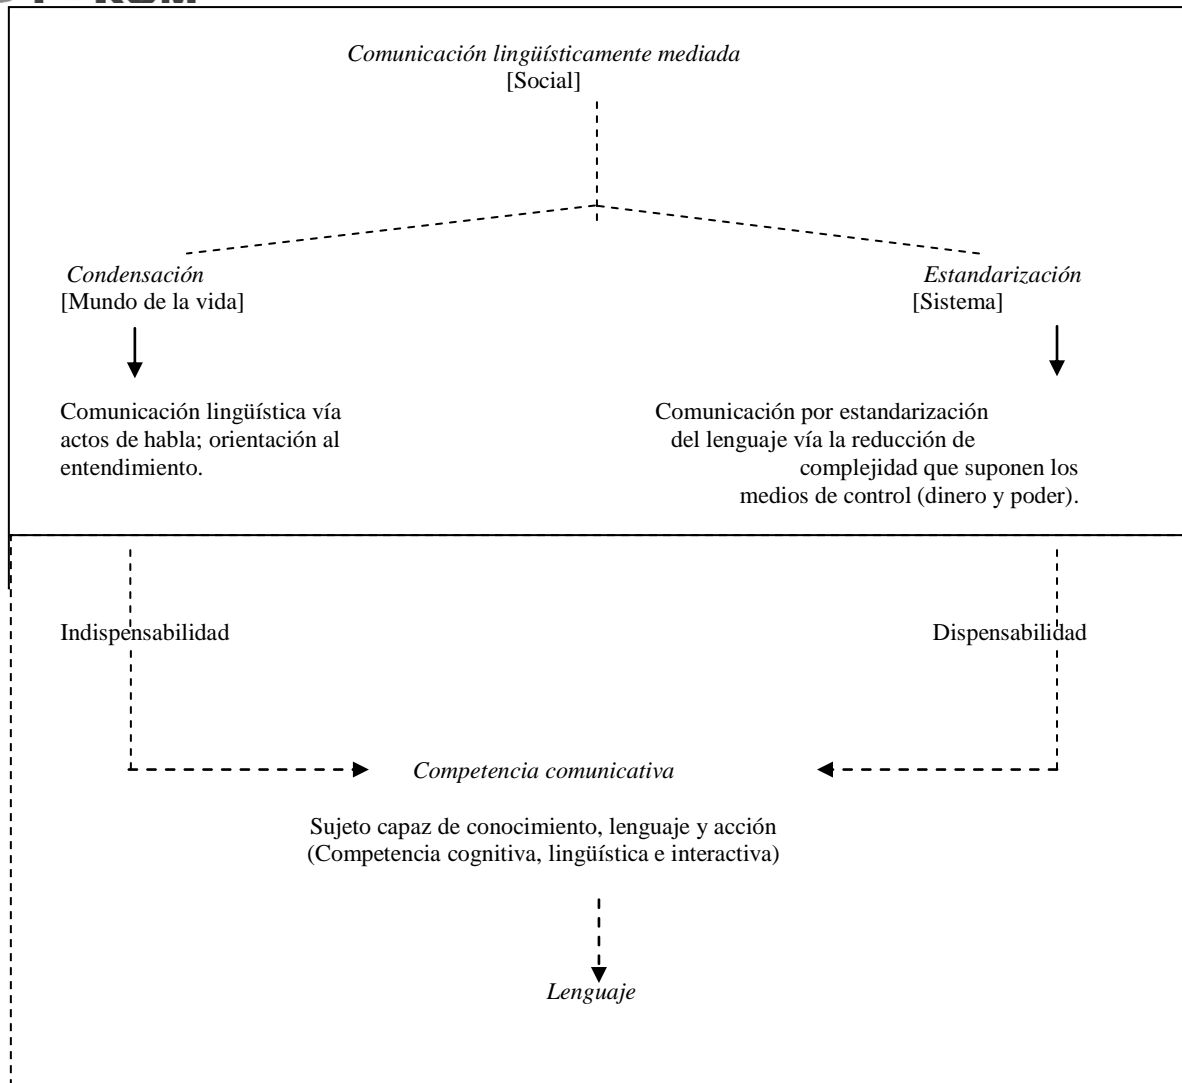 Comunicación lingüísticamente mediada
[Social]
Condensación
[Mundo de la vida]
Estandarización
[Sistema]
Comunicación lingüística vía
actos de habla; orientación al
entendimiento.
Comunicación por estandarización
del lenguaje vía la reducción de
complejidad que suponen los
medios de control (dinero y poder).
Indispensabilidad
Dispensabilidad
Competencia comunicativa
Sujeto capaz de conocimiento, lenguaje y acción
(Competencia cognitiva, lingüística e interactiva)
Lenguaje